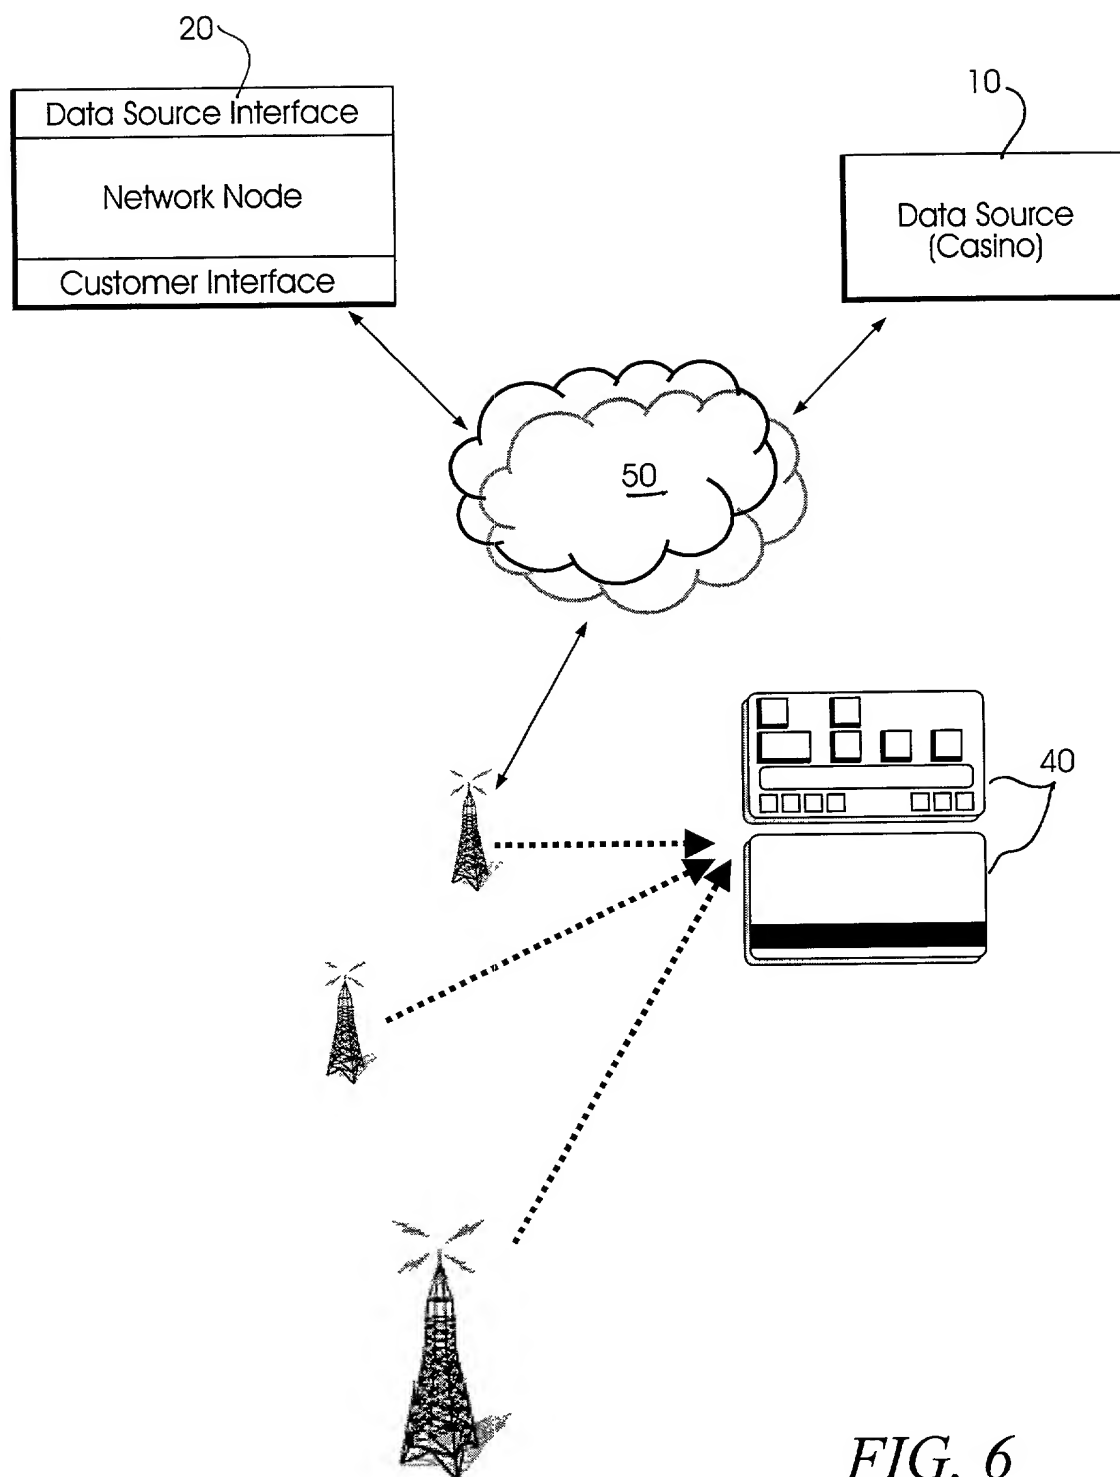 20
Data Source Interface
Network Node
Customer Interface
10
Data Source
(Casino)
50
40
FIG. 6